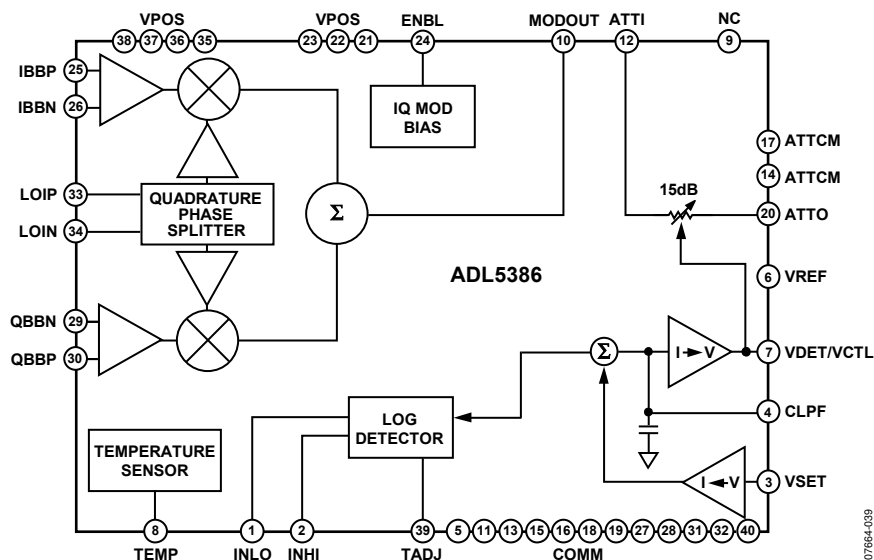 VPOS VPOS ENBL MODOUT ATTI NC
38 37 36 35 23 22 21 24 10 12 9
IBBP 25
IBBN 26
IQ MOD
BIAS
17 ATTCM
14 ATTCM
15dB
LOIP 33
LOIN 34
QUADRATURE
PHASE
SPLITTER
Σ
20 ATTO
ADL5386
6 VREF
QBBN 29
QBBP 30
Σ
I V
7 VDET/VCTL
4 CLPF
LOG
DETECTOR
TEMPERATURE
SENSOR
I V
3 VSET
8 1 2 39 5 11 13 15 16 18 19 27 28 31 32 40
TEMP INLO INHI TADJ COMM
07664-039